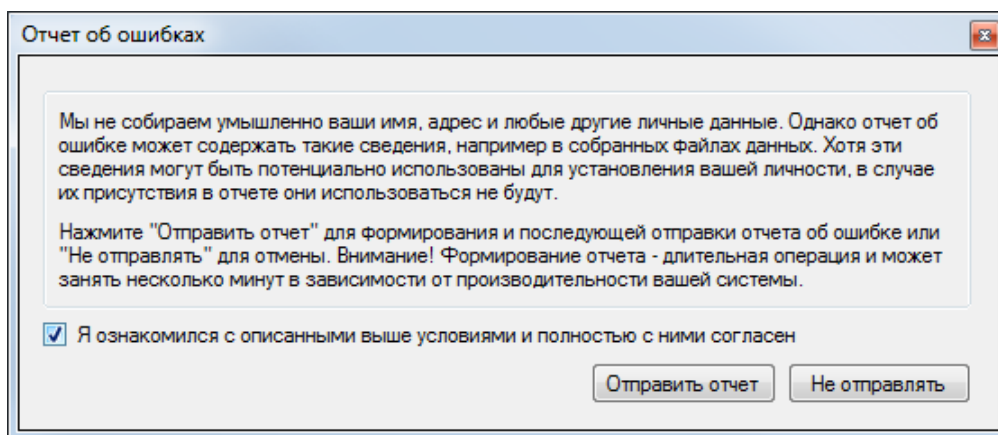 Отчет об ошибках
Мы не собираем умышленно ваши имя, адрес и любые другие личные данные. Однако отчет об
ошибке может содержать такие сведения, например в собранных файлах данных. Хотя эти
сведения могут быть потенциально использованы для установления вашей личности, в случае
их присутствия в отчете они использоваться не будут.
Нажмите "Отправить отчет" для формирования и последующей отправки отчета об ошибке или
"Не отправлять" для отмены. Внимание! Формирование отчета - длительная операция и может
занять несколько минут в зависимости от производительности вашей системы.
Я ознакомился с описанными выше условиями и полностью с ними согласен
Отправить отчет Не отправлять